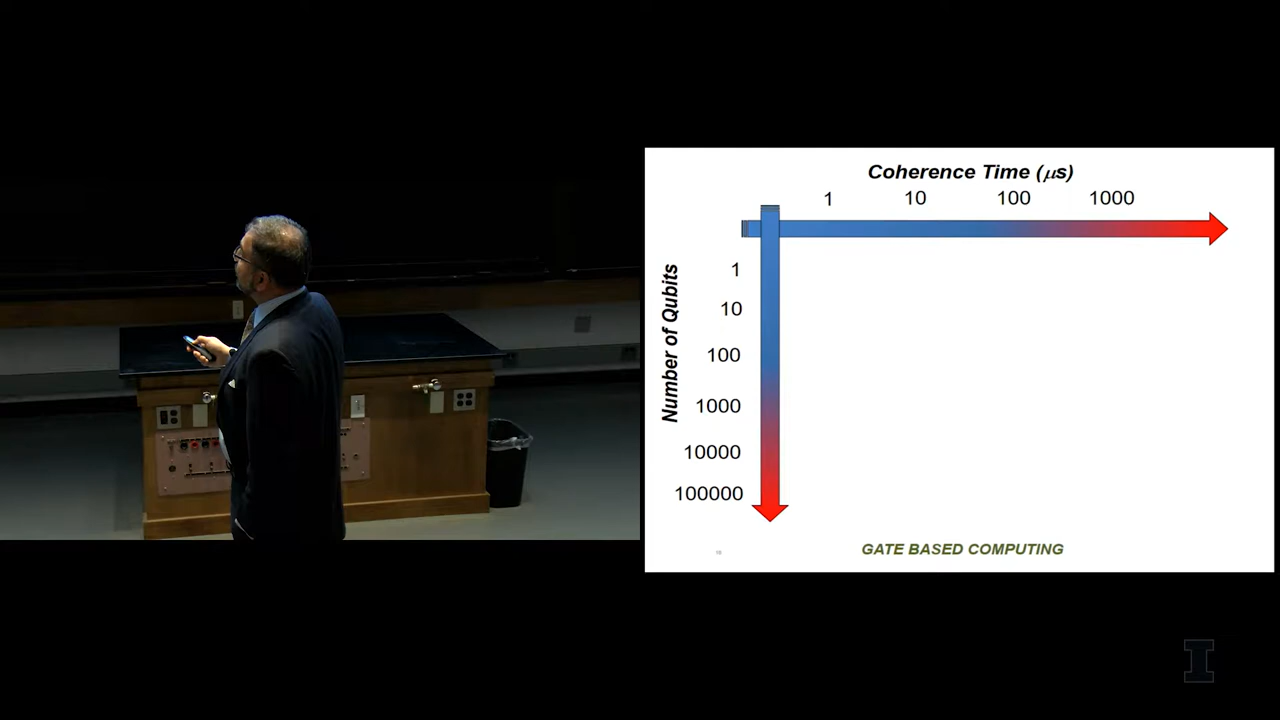 Coherence Time (μs)
1 10 100 1000
Number of Qubits
1
10
100
1000
10000
100000
GATE BASED COMPUTING
I